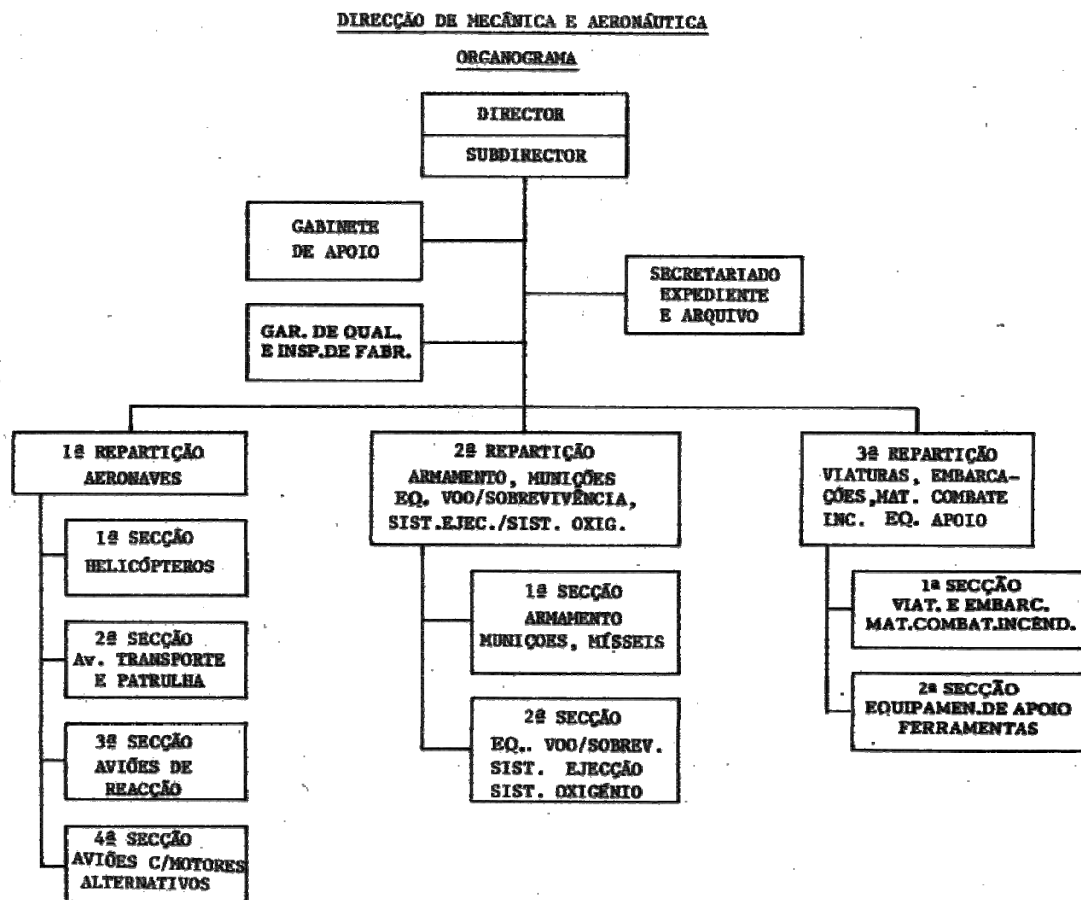 DIRECÇÃO DE MECÂNICA E AERONÁUTICA
ORGANOGRAMA
DIRECTOR
SUBDIRECTOR
GABINETE
DE APOIO
SECRETARIADO
EXPEDIENTE
E ARQUIVO
GAR. DE QUAL.
E INSP.DE FABR.
1ª REPARTIÇÃO
AERONAVES
1ª SECÇÃO
HELICÓPTEROS
2ª SECÇÃO
Av. TRANSPORTE
E PATRULHA
3ª SECÇÃO
AVIÕES DE
REACÇÃO
4ª SECÇÃO
AVIÕES C/MOTORES
ALTERNATIVOS
2ª REPARTIÇÃO
ARMAMENTO, MUNIÇÕES
EQ. VOO/SOBREVIVÊNCIA,
SIST.EJEC./SIST. OXIG.
1ª SECÇÃO
ARMAMENTO
MUNIÇOES, MÍSSEIS
2ª SECÇÃO
EQ.. VOO/SOBREV.
SIST. EJECÇÃO
SIST. OXIGÉNIO
3ª REPARTIÇÃO
VIATURAS, EMBARCA-
ÇÕES,MAT. COMBATE
INC. EQ. APOIO
1ª SECÇÃO
VIAT. E EMBARC.
MAT.COMBAT.INCÊND.
2ª SECÇÃO
EQUIPAMEN.DE APOIO
FERRAMENTAS